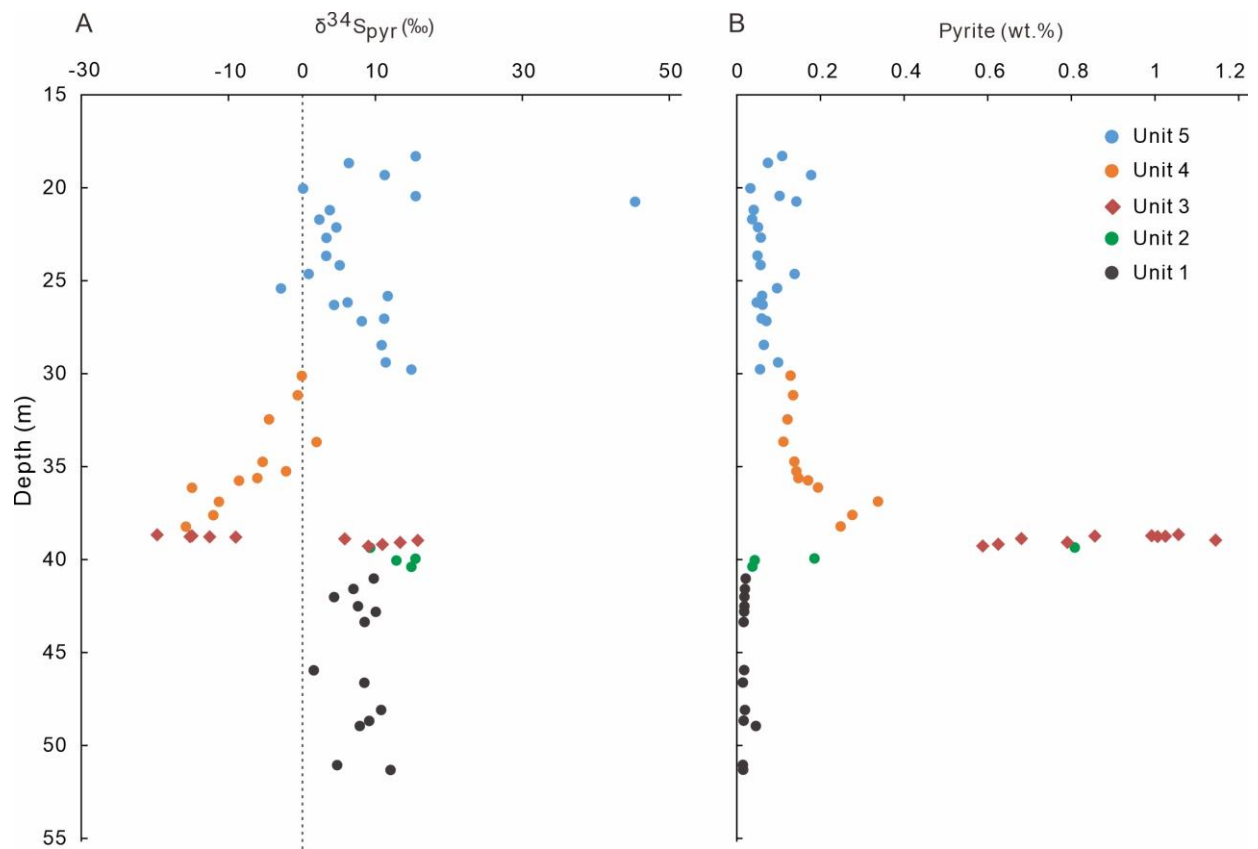 A
δ34Spyr (‰)
-30 -10 0 10 30 50
B
Pyrite (wt.%)
0 0.2 0.4 0.6 0.8 1 1.2
Depth (m)
15
20
25
30
35
40
45
50
55
Unit 5
Unit 4
Unit 3
Unit 2
Unit 1